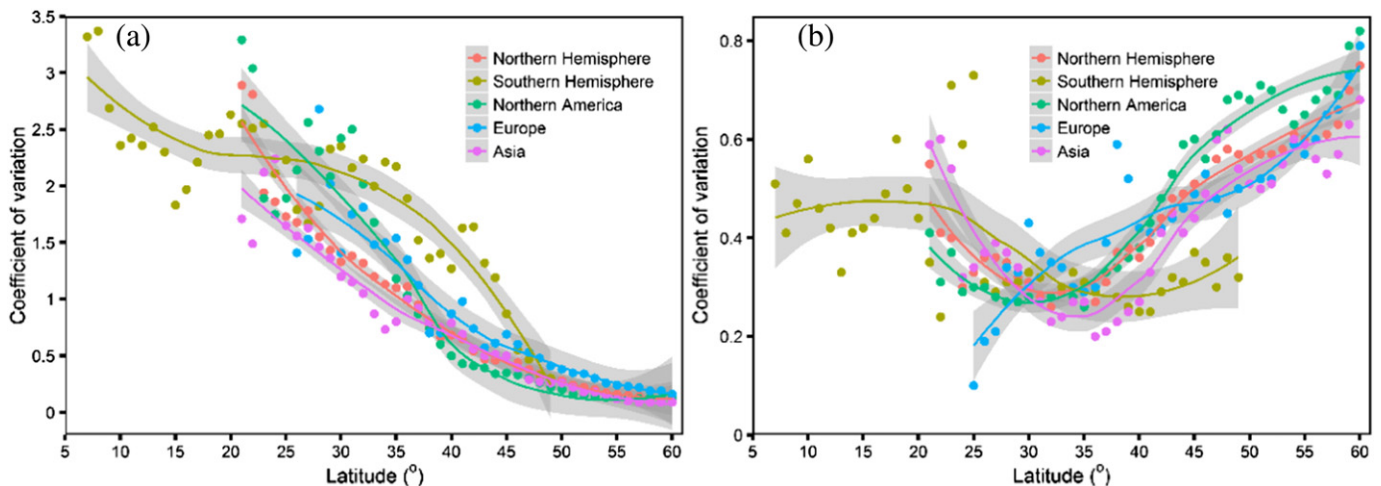 (a)
Coefficient of variation
3.5
3
2.5
2
1.5
1
0.5
0
Northern Hemisphere
Southern Hemisphere
Northern America
Europe
Asia
5 10 15 20 25 30 35 40 45 50 55 60
Latitude (°)
(b)
Coefficient of variation
0.8
0.6
0.4
0.2
0
Northern Hemisphere
Southern Hemisphere
Northern America
Europe
Asia
5 10 15 20 25 30 35 40 45 50 55 60
Latitude (°)